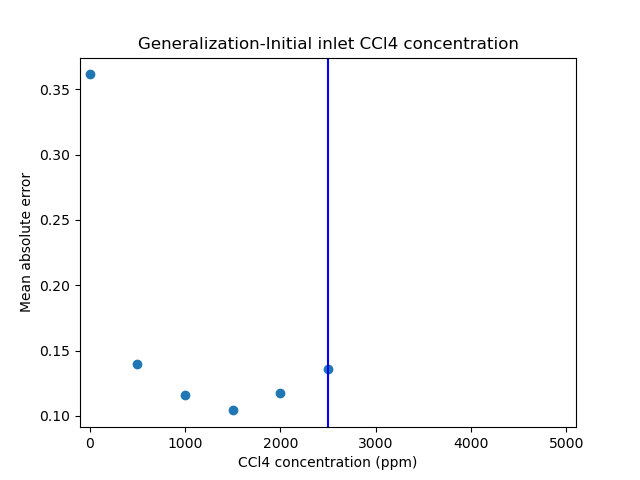 Generalization-Initial inlet CCl4 concentration
0.35
0.30
0.25
0.20
0.15
0.10
Mean absolute error
0 1000 2000 3000 4000 5000
CCl4 concentration (ppm)